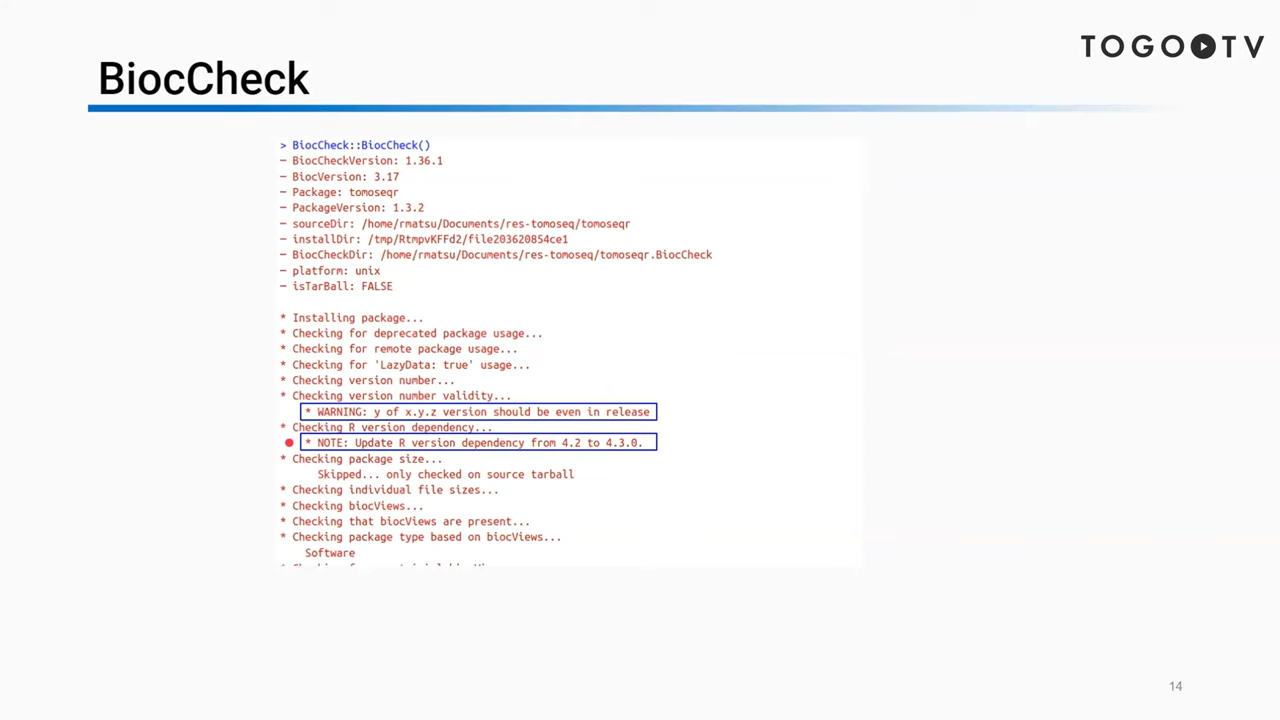 TOGO TV
BiocCheck
> BiocCheck::BiocCheck()
─ BiocCheckVersion: 1.36.1
─ BiocVersion: 3.17
─ Package: tomoseqr
─ PackageVersion: 1.3.2
─ sourceDir: /home/rmatsu/Documents/res-tomoseq/tomoseqr
─ installDir: /tmp/RtmpvKFFd2/file203620854ce1
─ BiocCheckDir: /home/rmatsu/Documents/res-tomoseq/tomoseqr.BiocCheck
─ platform: unix
─ isTarBall: FALSE
* Installing package...
* Checking for deprecated package usage...
* Checking for remote package usage...
* Checking for 'LazyData: true' usage...
* Checking version number...
* Checking version number validity...
* WARNING: y of x.y.z version should be even in release
* Checking R version dependency...
* NOTE: Update R version dependency from 4.2 to 4.3.0.
* Checking package size...
Skipped... only checked on source tarball
* Checking individual file sizes...
* Checking biocViews...
* Checking that biocViews are present...
* Checking package type based on biocViews...
Software
14